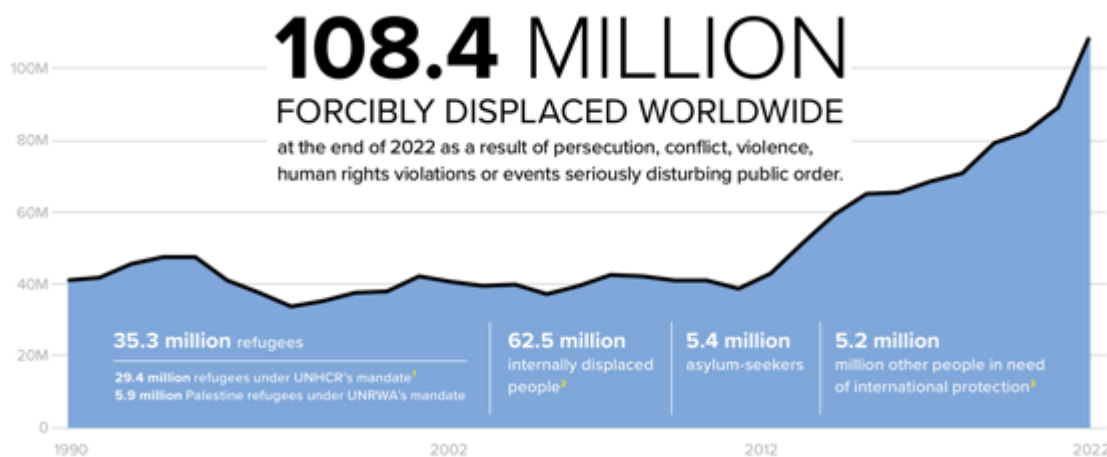 108.4 MILLION
FORCIBLY DISPLACED WORLDWIDE
at the end of 2022 as a result of persecution, conflict, violence,
human rights violations or events seriously disturbing public order.
100M
80M
60M
40M
20M
0
35.3 million refugees
29.4 million refugees under UNHCR's mandate¹
5.9 million Palestine refugees under UNRWA's mandate
62.5 million
internally displaced
people²
5.4 million
asylum-seekers
5.2 million
million other people in need
of international protection³
1990
2002
2012
2022